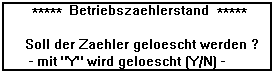 ***** Betriebszaehlerstand *****
Soll der Zaehler geloescht werden ?
- mit "Y" wird geloescht (Y/N) -